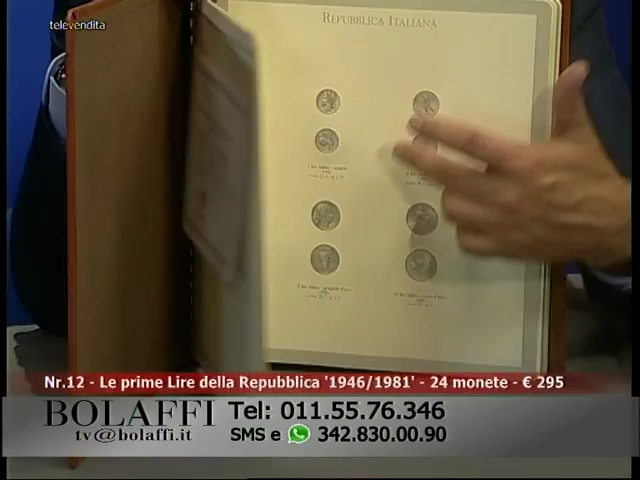 televendita
REPUBBLICA ITALIANA
Nr.12 - Le prime Lire della Repubblica '1946/1981' - 24 monete - € 295
BOLAFFI
tv@bolaffi.it
Tel: 011.55.76.346
SMS e 342.830.00.90